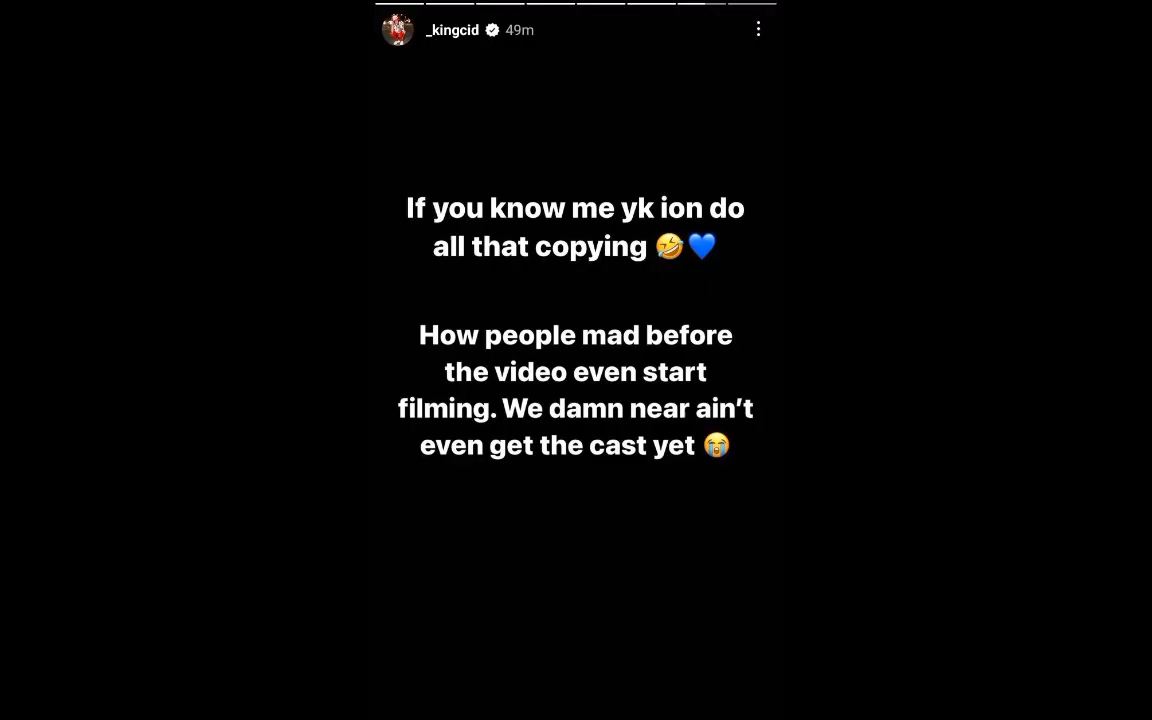 _kingcid 49m
If you know me yk ion do
all that copying 🤣💙
How people mad before
the video even start
filming. We damn near ain’t
even get the cast yet 😭